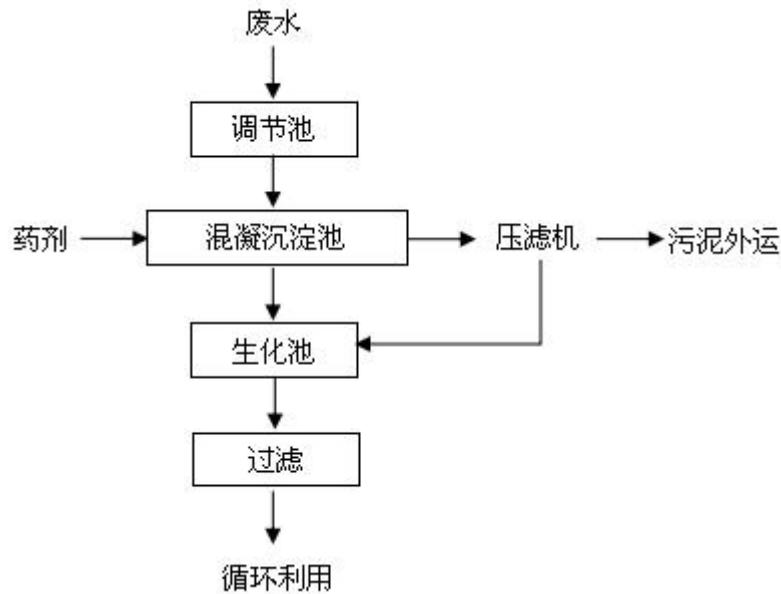 废水
调节池
药剂
混凝沉淀池
压滤机
污泥外运
生化池
过滤
循环利用